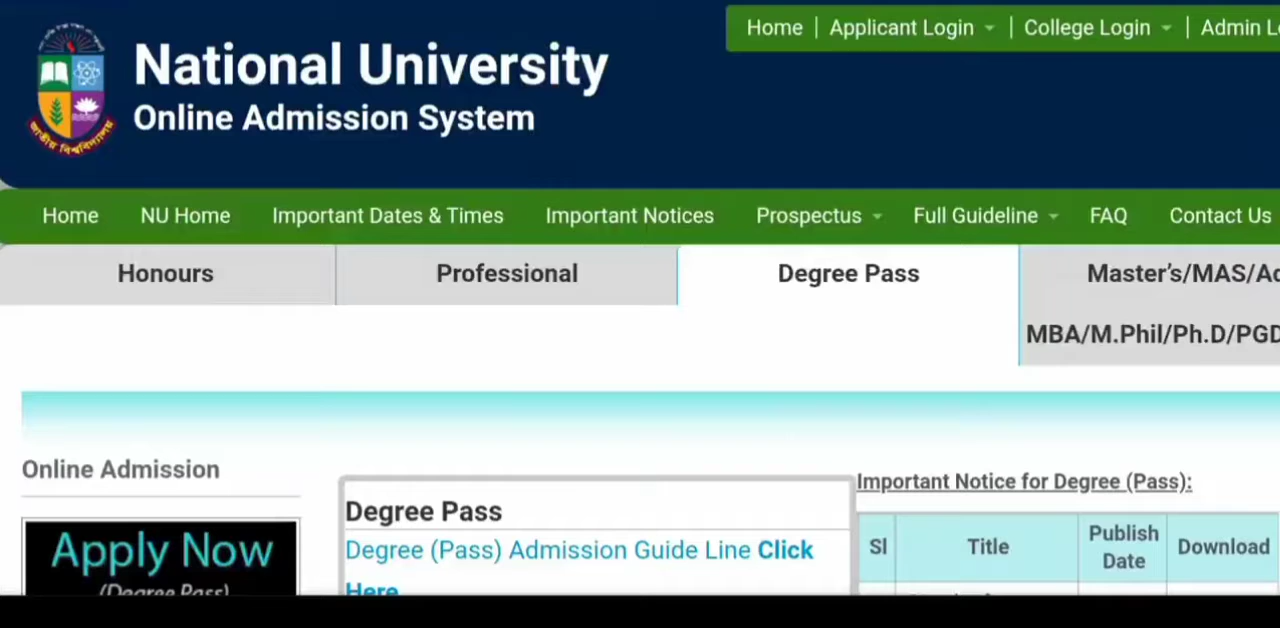 Home | Applicant Login | College Login | Admin Lo
National University
Online Admission System
জাতীয় বিশ্ববিদ্যালয়
Home NU Home Important Dates & Times Important Notices Prospectus Full Guideline FAQ Contact Us
Honours Professional Degree Pass Master's/MAS/Ad
MBA/M.Phil/Ph.D/PGD
Online Admission
Apply Now
(Degree Pass)
Degree Pass
Degree (Pass) Admission Guide Line Click
Here
Important Notice for Degree (Pass):
Sl Title Publish Date Download